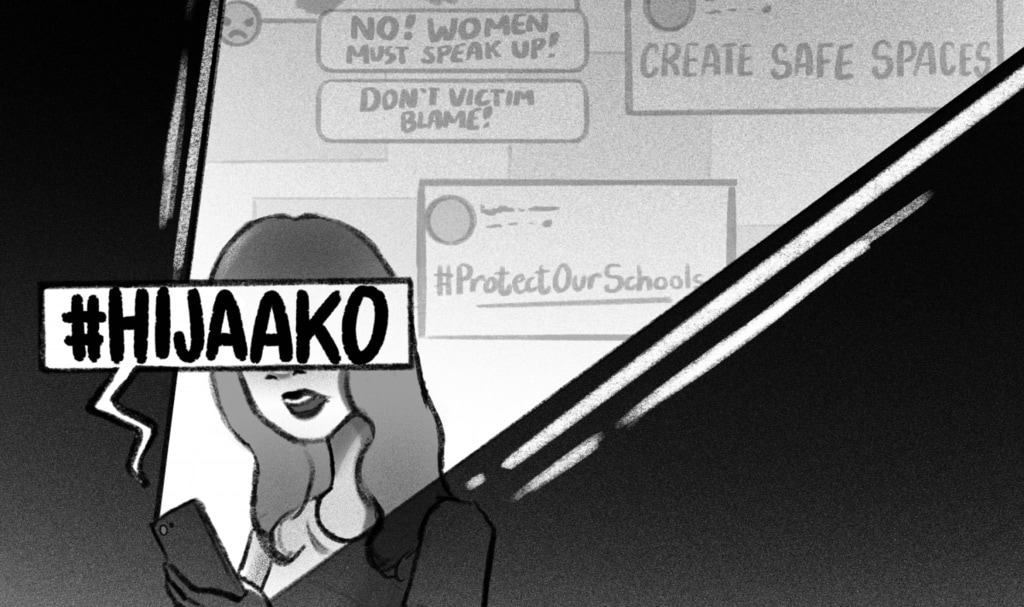 NO! WOMEN
MUST SPEAK UP!
DON'T VICTIM
BLAME!
CREATE SAFE SPACES
#ProtectOurSchools
#HIJAAKO